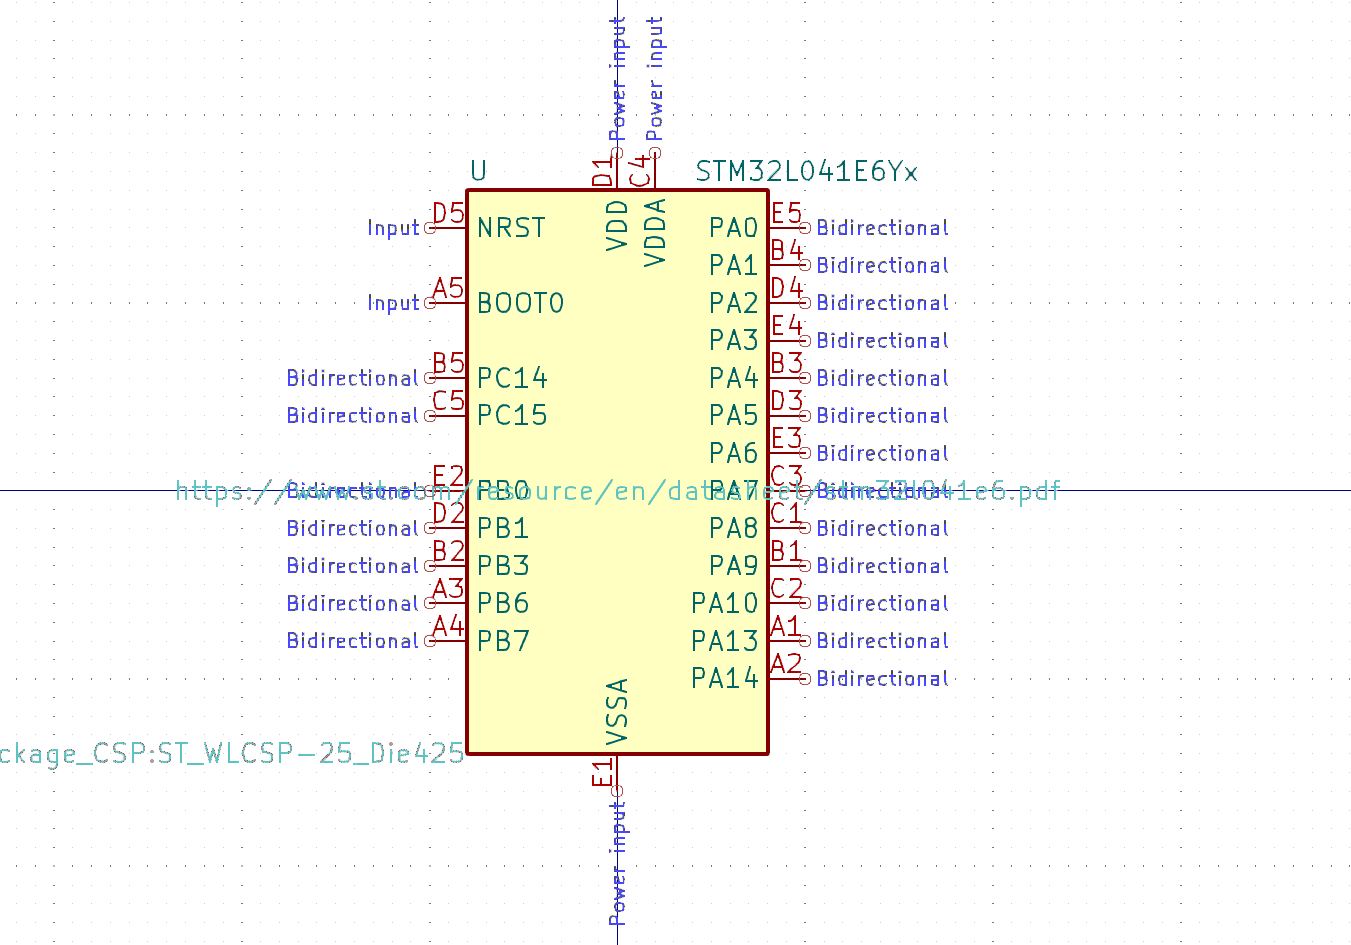 Power input
Power input
D1
C4
U
STM32L041E6Yx
VDD
VDDA
Input D5 NRST
PA0 E5 Bidirectional
PA1 B4 Bidirectional
Input A5 BOOT0
PA2 D4 Bidirectional
PA3 E4 Bidirectional
Bidirectional B5 PC14
PA4 B3 Bidirectional
Bidirectional C5 PC15
PA5 D3 Bidirectional
PA6 E3 Bidirectional
Bidirectional E2 PB0
PA7 C3 Bidirectional
https://www.st.com/resource/en/datasheet/stm32l041e6.pdf
Bidirectional D2 PB1
PA8 C1 Bidirectional
Bidirectional B2 PB3
PA9 B1 Bidirectional
Bidirectional A3 PB6
PA10 C2 Bidirectional
Bidirectional A4 PB7
PA13 A1 Bidirectional
PA14 A2 Bidirectional
VSSA
ckage_CSP:ST_WLCSP-25_Die425
E1
Power input